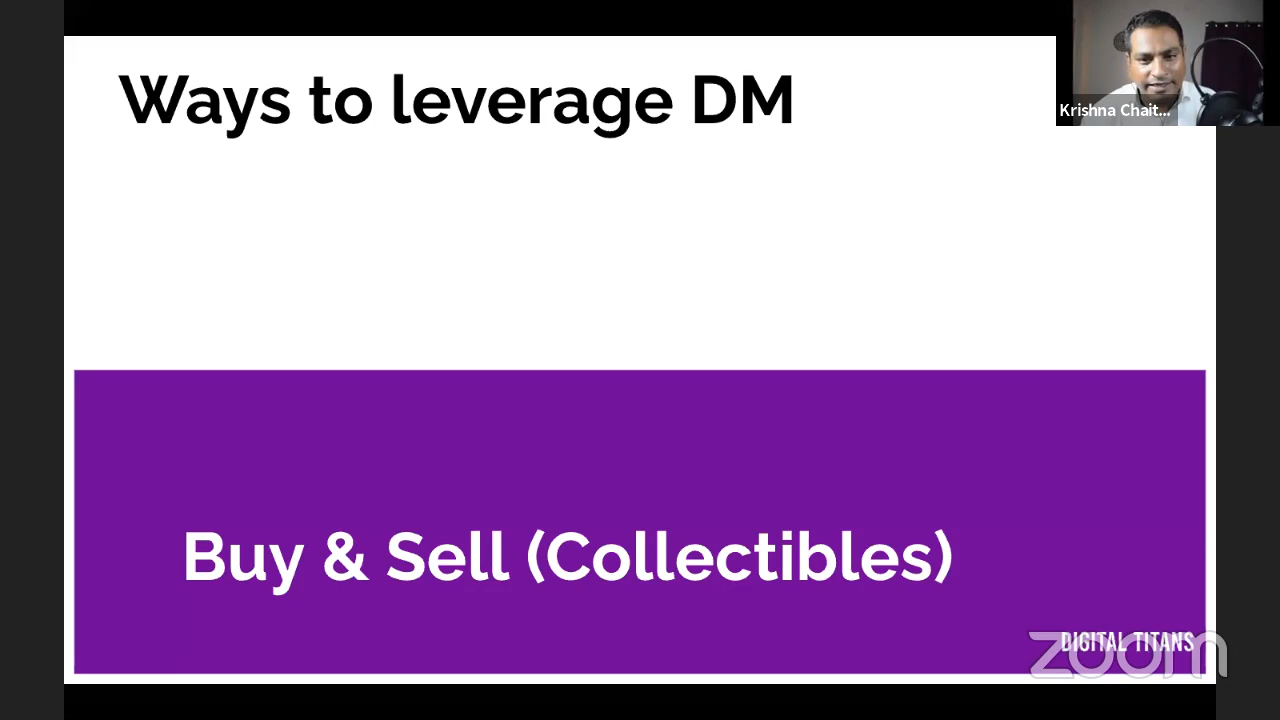 Ways to leverage DM
Krishna Chait...
Buy & Sell (Collectibles)
DIGITAL TITANS
zoom